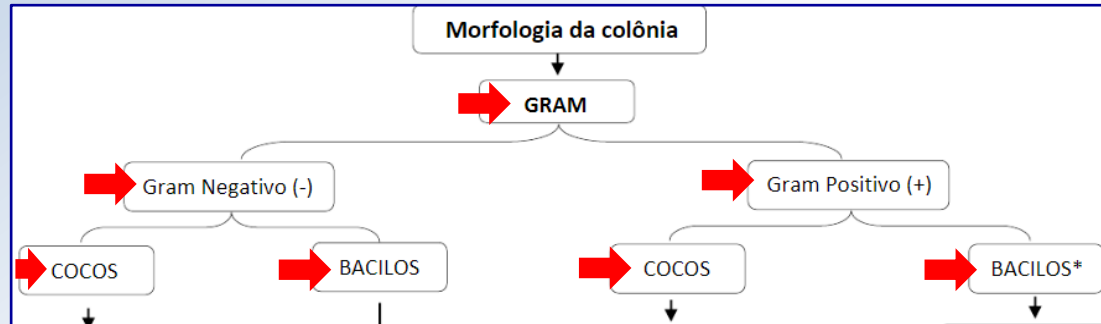 Morfologia da colônia
GRAM
Gram Negativo (-)
Gram Positivo (+)
COCOS
BACILOS
COCOS
BACILOS*